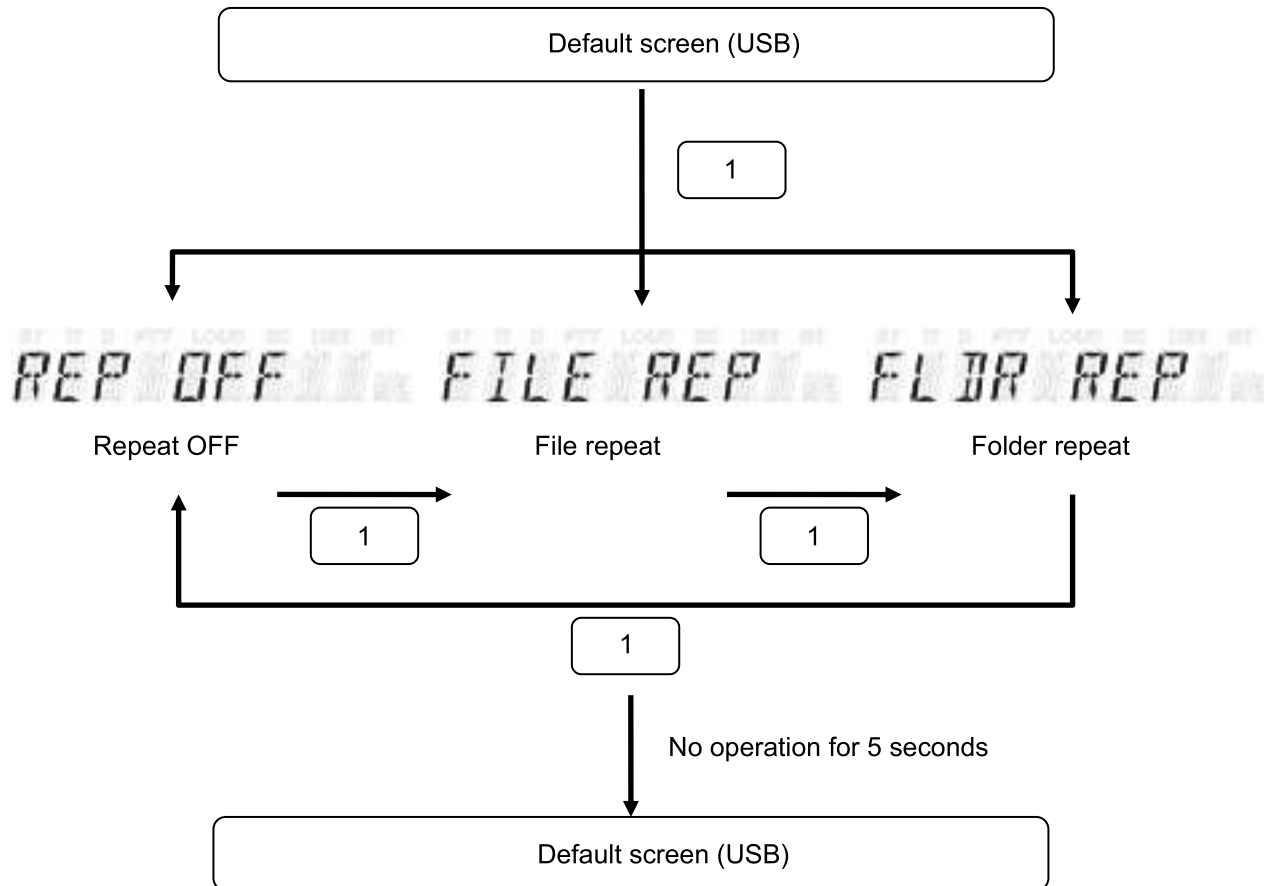 Default screen (USB)
1
REP OFF FILE REP FLDR REP
Repeat OFF File repeat Folder repeat
1 1
1
No operation for 5 seconds
Default screen (USB)